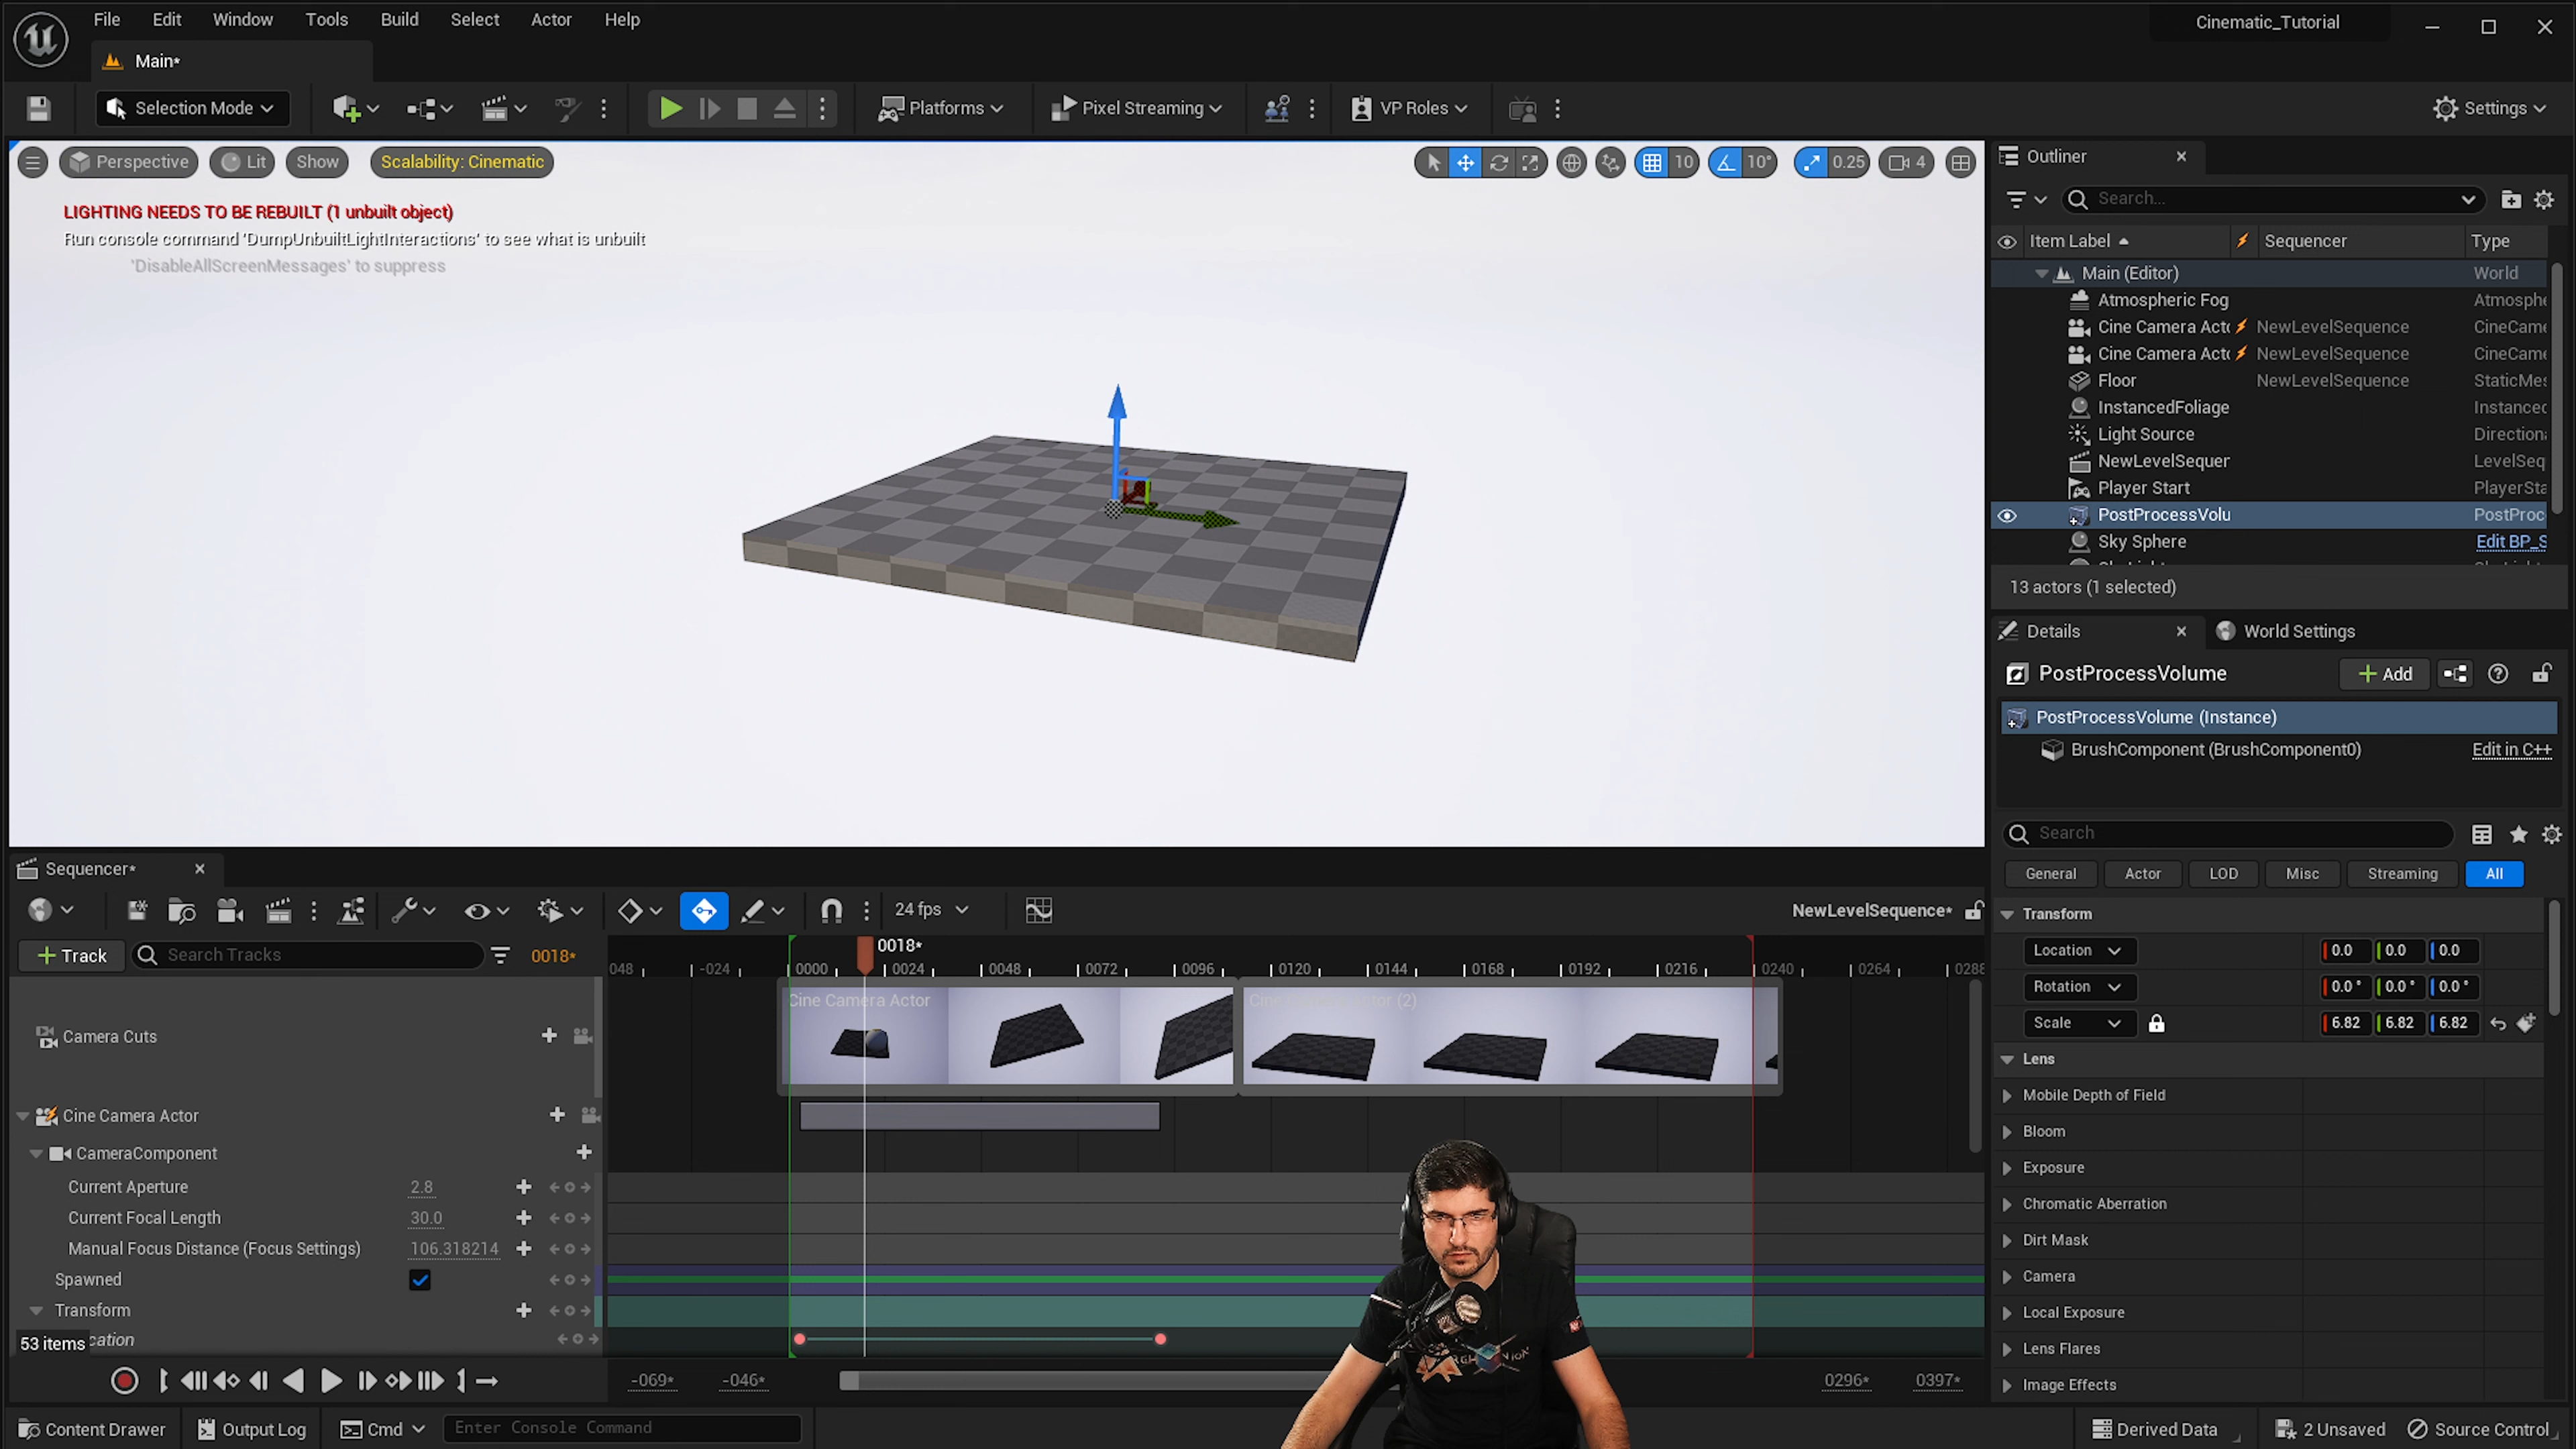 File Edit Window Tools Build Select Actor Help
Cinematic_Tutorial
Main*
Selection Mode
Platforms
Pixel Streaming
VP Roles
Settings
Perspective Lit Show Scalability: Cinematic
10 10° 0.25 4
LIGHTING NEEDS TO BE REBUILT (1 unbuilt object)
Run console command 'DumpUnbuiltLightInteractions' to see what is unbuilt
'DisableAllScreenMessages' to suppress
Outliner
Search...
Item Label Sequencer Type
Main (Editor) World
Atmospheric Fog Atmosphe
Cine Camera Acto NewLevelSequence CineCame
Cine Camera Acto NewLevelSequence CineCame
Floor NewLevelSequence StaticMes
InstancedFoliage Instanced
Light Source Directiona
NewLevelSequer LevelSeq
Player Start PlayerSta
PostProcessVolu PostProc
Sky Sphere Edit BP_S
13 actors (1 selected)
Details World Settings
PostProcessVolume
Add
PostProcessVolume (Instance)
BrushComponent (BrushComponent0) Edit in C++
Search
General Actor LOD Misc Streaming All
Transform
Location 0.0 0.0 0.0
Rotation 0.0° 0.0° 0.0°
Scale 6.82 6.82 6.82
Lens
Mobile Depth of Field
Bloom
Exposure
Chromatic Aberration
Dirt Mask
Camera
Local Exposure
Lens Flares
Image Effects
Sequencer*
24 fps
NewLevelSequence*
+ Track
Search Tracks
0018*
0018*
048 -024 0000 0024 0048 0072 0096 0120 0144 0168 0192 0216 0240 0264 0288
Cine Camera Actor
(2)
Camera Cuts
Cine Camera Actor
CameraComponent
Current Aperture 2.8
Current Focal Length 30.0
Manual Focus Distance (Focus Settings) 106.318214
Spawned
Transform
53 items cation
-069* -046* 0296* 0397*
Content Drawer Output Log Cmd Enter Console Command
Derived Data 2 Unsaved Source Control